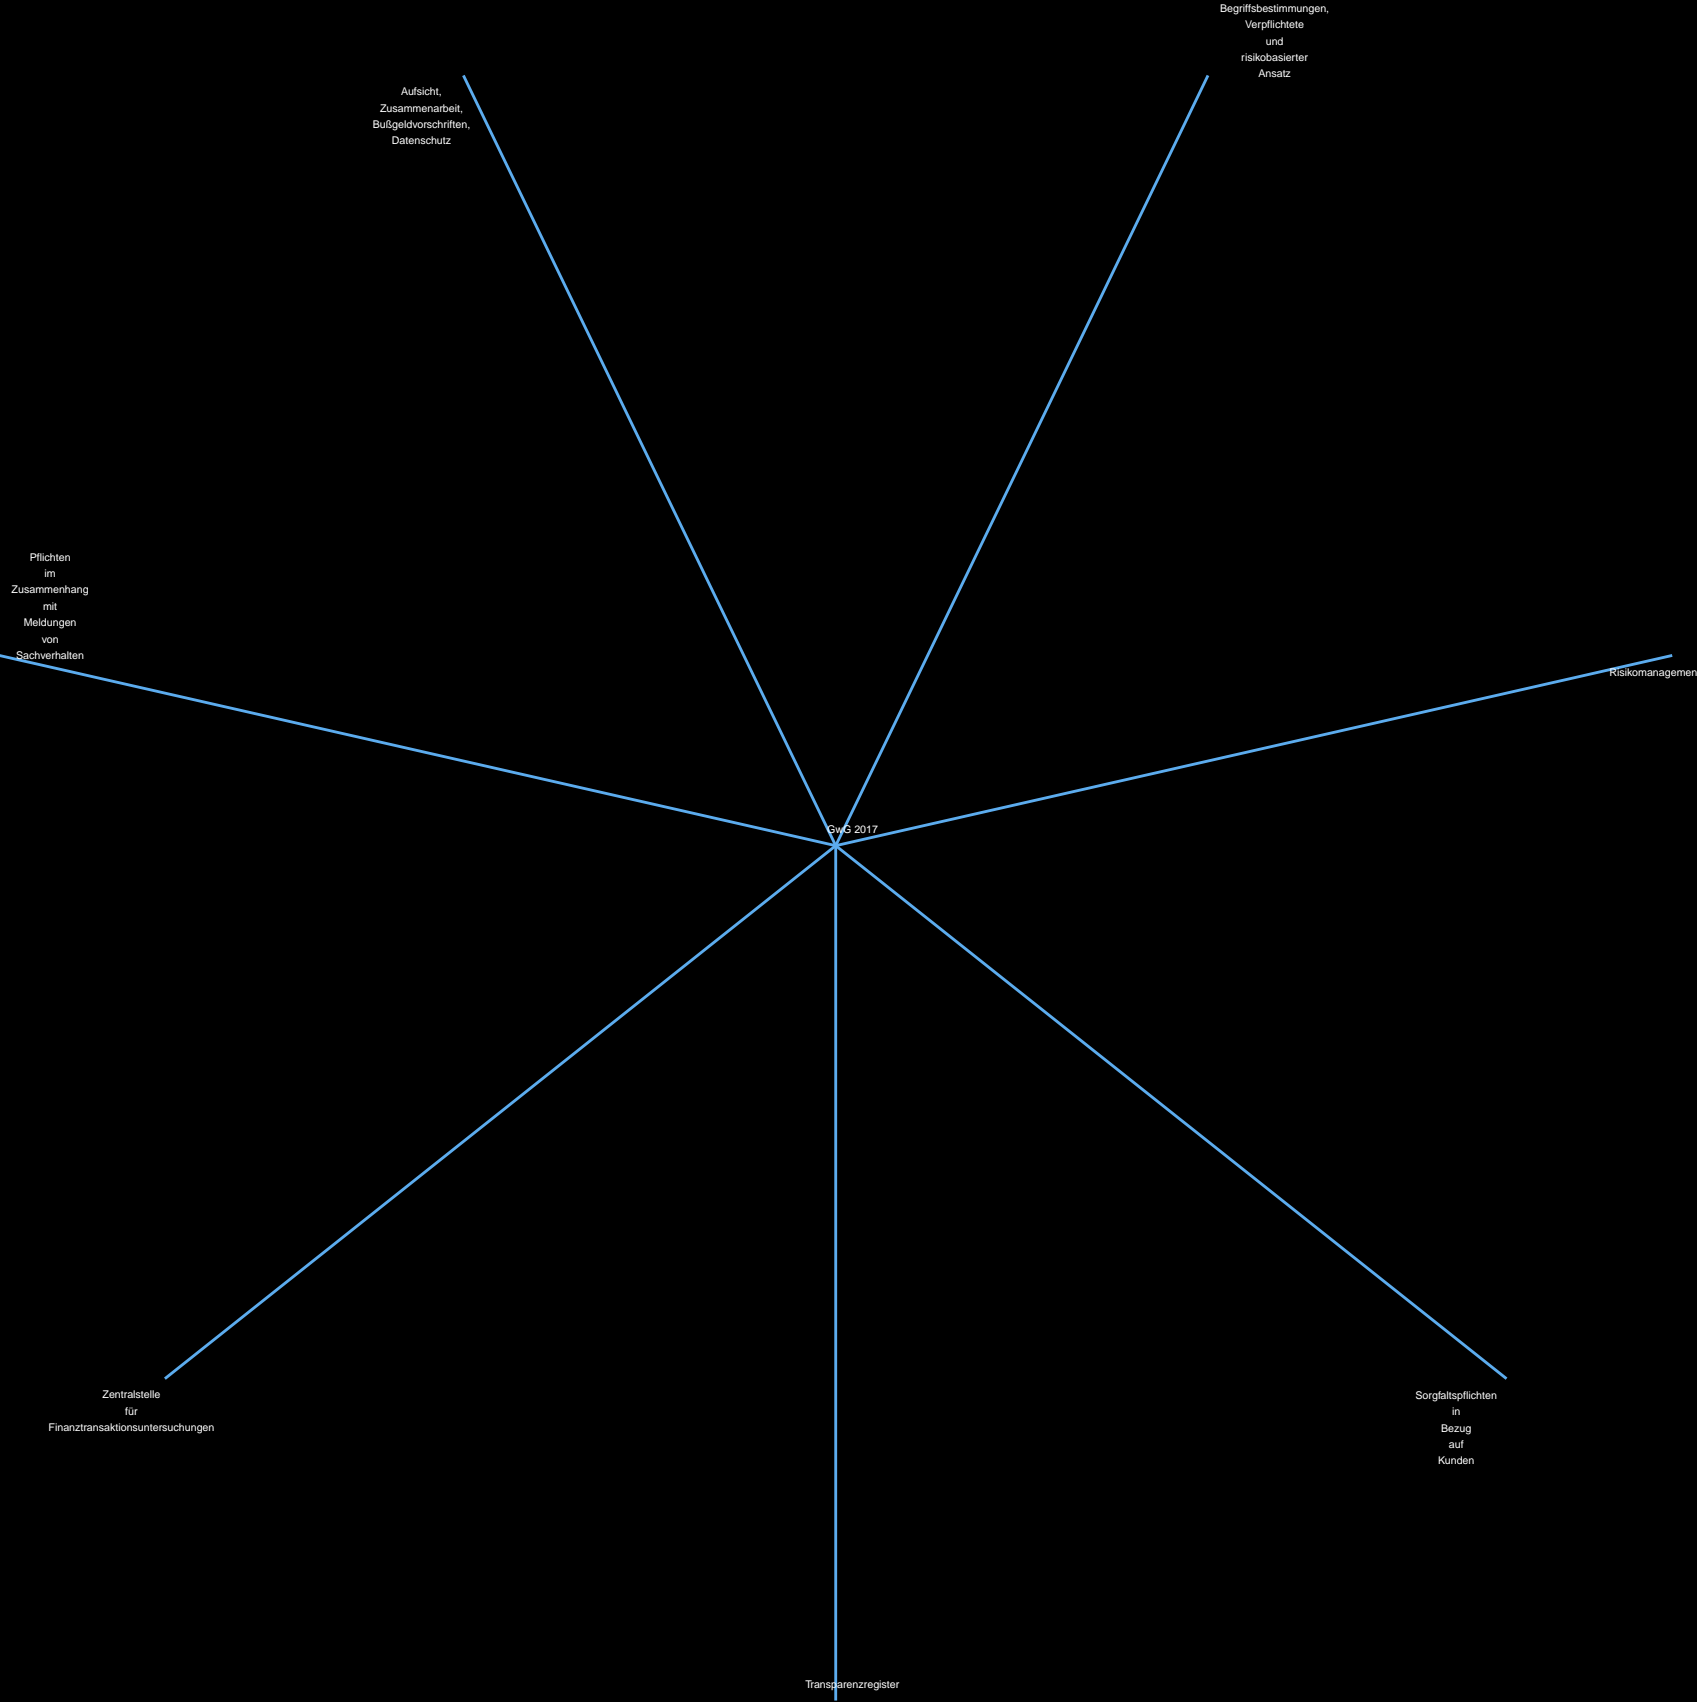 Begriffsbestimmungen,
Verpflichtete
und
risikobasierter
Ansatz
Aufsicht,
Zusammenarbeit,
Bußgeldvorschriften,
Datenschutz
Pflichten
im
Zusammenhang
mit
Meldungen
von
Sachverhalten
Risikomanagemen
GwG 2017
Zentralstelle
für
Finanztransaktionsuntersuchungen
Sorgfaltspflichten
in
Bezug
auf
Kunden
Transparenzregister